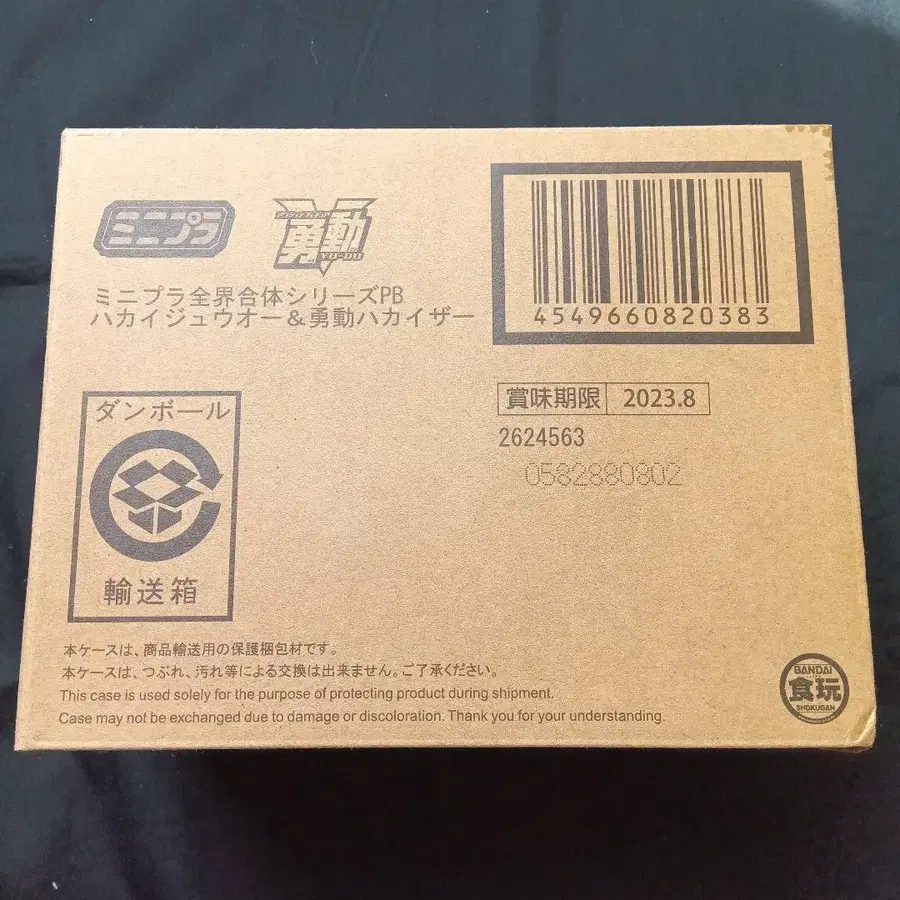 ミニプラ
勇動
YU-DO
ミニプラ全界合体シリーズPB
ハカイジュウオー&勇動ハカイザー
4549660820383
賞味期限 2023.8
2624563
0582880802
ダンボール
輸送箱
本ケースは、商品輸送用の保護梱包材です。
本ケースは、つぶれ、汚れ等による交換は出来ません。ご了承ください。
This case is used solely for the purpose of protecting product during shipment.
Case may not be exchanged due to damage or discoloration. Thank you for your understanding.
BANDAI
食玩
SHOKUGAN